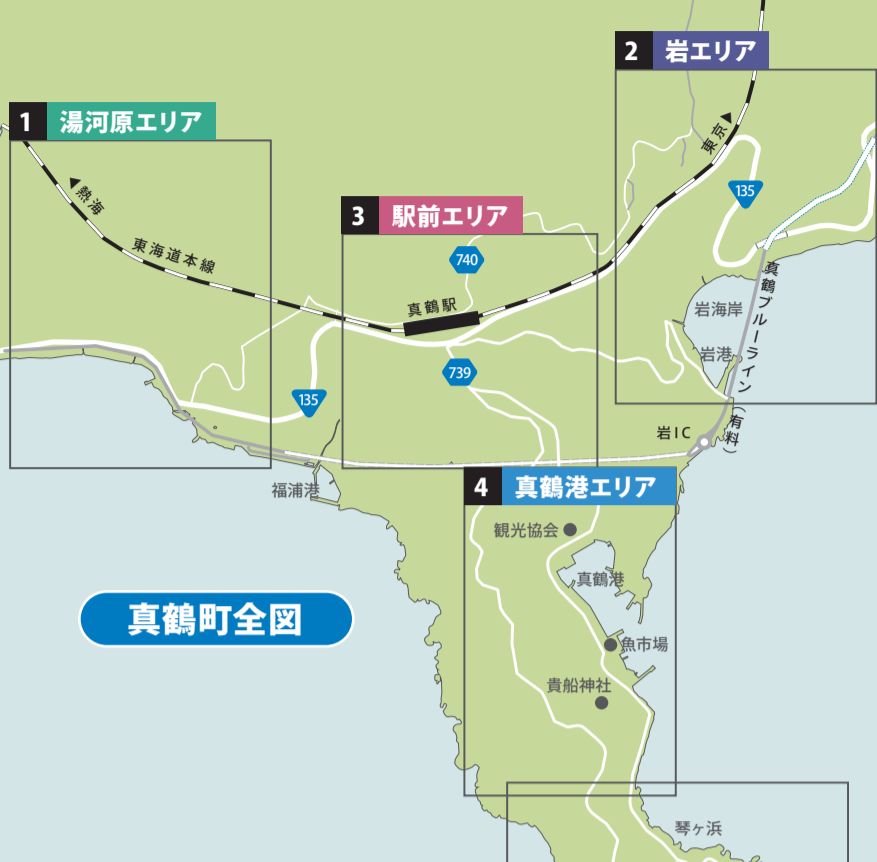 2 岩エリア
1 湯河原エリア
東京▲
135
▲熱海
3 駅前エリア
東海道本線
740
真鶴駅
真鶴ブルーライン(有料)
岩海岸
岩港
739
135
岩IC
福浦港
4 真鶴港エリア
観光協会
真鶴港
真鶴町全図
魚市場
貴船神社
琴ヶ浜